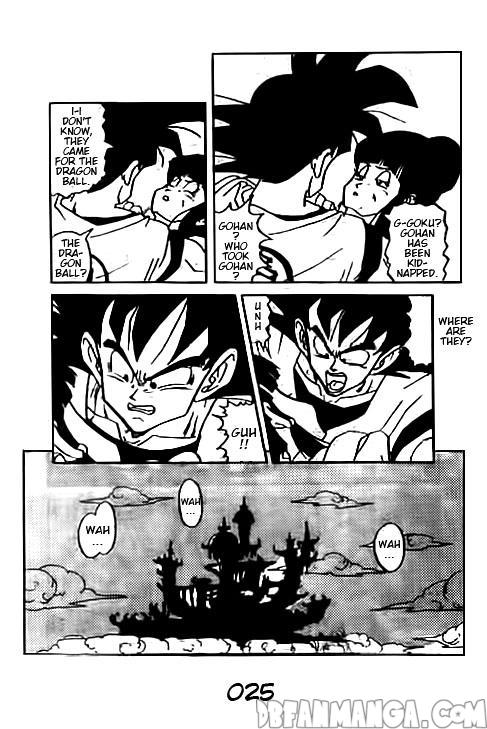 G-GOKU?
GOHAN
HAS
BEEN
KID-
NAPPED.
GOHAN
?
WHO
TOOK
GOHAN?
I-I
DON'T
KNOW,
THEY
CAME
FOR THE
DRAGON
BALL.
THE
DRA-
GON
BALL?
WHERE
ARE
THEY?
UNH
GUH
!!
WAH
...
WAH
...
WAH
...
025
DBFANMANGA.COM